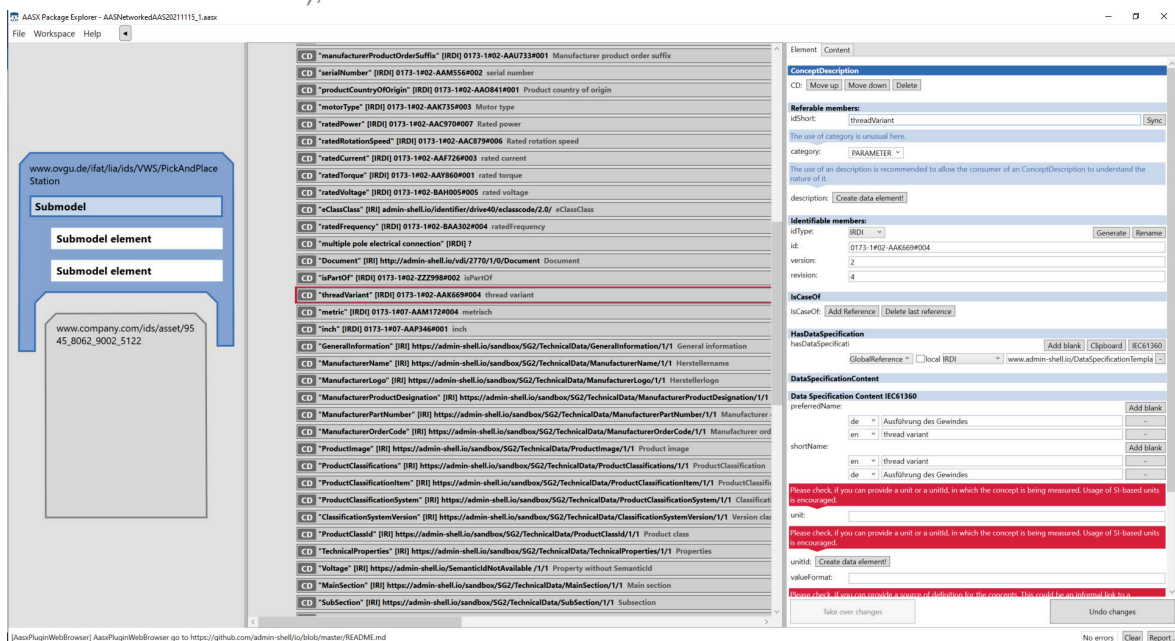 AASX Package Explorer - AASNetworkedAAS20211115_1.aasx
File Workspace Help
www.ovgu.de/ifat/lia/ids/VWS/PickAndPlace
Station
Submodel
Submodel element
Submodel element
www.company.com/ids/asset/95
45_8062_9002_5122
CD "manufacturerProductOrderSuffix" [IRDI] 0173-1#02-AAU733#001 Manufacturer product order suffix
CD "serialNumber" [IRDI] 0173-1#02-AAM556#002 serial number
CD "productCountryOfOrigin" [IRDI] 0173-1#02-AAO841#001 Product country of origin
CD "motorType" [IRDI] 0173-1#02-AAK735#003 Motor type
CD "ratedPower" [IRDI] 0173-1#02-AAC970#007 Rated power
CD "ratedRotationSpeed" [IRDI] 0173-1#02-AAC879#006 Rated rotation speed
CD "ratedCurrent" [IRDI] 0173-1#02-AAF726#003 rated current
CD "ratedTorque" [IRDI] 0173-1#02-AAY860#001 rated torque
CD "ratedVoltage" [IRDI] 0173-1#02-BAH005#005 rated voltage
CD "eClassClass" [IRI] admin-shell.io/identifier/drive40/eclasscode/2.0/ eClassClass
CD "ratedFrequency" [IRDI] 0173-1#02-BAA302#004 ratedFrequency
CD "multiple pole electrical connection" [IRDI] ?
CD "Document" [IRI] http://admin-shell.io/vdi/2770/1/0/Document Document
CD "isPartOf" [IRDI] 0173-1#02-ZZZ998#002 isPartOf
CD "threadVariant" [IRDI] 0173-1#02-AAK669#004 thread variant
CD "metric" [IRDI] 0173-1#07-AAM172#004 metrisch
CD "inch" [IRDI] 0173-1#07-AAP346#001 inch
CD "GeneralInformation" [IRI] https://admin-shell.io/sandbox/SG2/TechnicalData/GeneralInformation/1/1 General information
CD "ManufacturerName" [IRI] https://admin-shell.io/sandbox/SG2/TechnicalData/ManufacturerName/1/1 Herstellername
CD "ManufacturerLogo" [IRI] https://admin-shell.io/sandbox/SG2/TechnicalData/ManufacturerLogo/1/1 Herstellerlogo
CD "ManufacturerProductDesignation" [IRI] https://admin-shell.io/sandbox/SG2/TechnicalData/ManufacturerProductDesignation/1/1
CD "ManufacturerPartNumber" [IRI] https://admin-shell.io/sandbox/SG2/TechnicalData/ManufacturerPartNumber/1/1 Manufacturer
CD "ManufacturerOrderCode" [IRI] https://admin-shell.io/sandbox/SG2/TechnicalData/ManufacturerOrderCode/1/1 Manufacturer ord
CD "ProductImage" [IRI] https://admin-shell.io/sandbox/SG2/TechnicalData/ProductImage/1/1 Product image
CD "ProductClassifications" [IRI] https://admin-shell.io/sandbox/SG2/TechnicalData/ProductClassifications/1/1 ProductClassification
CD "ProductClassificationItem" [IRI] https://admin-shell.io/sandbox/SG2/TechnicalData/ProductClassificationItem/1/1 ProductClassific
CD "ProductClassificationSystem" [IRI] https://admin-shell.io/sandbox/SG2/TechnicalData/ProductClassificationSystem/1/1 Classificati
CD "ClassificationSystemVersion" [IRI] https://admin-shell.io/sandbox/SG2/TechnicalData/ClassificationSystemVersion/1/1 Version clas
CD "ProductClassId" [IRI] https://admin-shell.io/sandbox/SG2/TechnicalData/ProductClassId/1/1 Product class
CD "TechnicalProperties" [IRI] https://admin-shell.io/sandbox/SG2/TechnicalData/TechnicalProperties/1/1 Properties
CD "Voltage" [IRI] https://admin-shell.io/SemanticIdNotAvailable /1/1 Property without SemanticId
CD "MainSection" [IRI] https://admin-shell.io/sandbox/SG2/TechnicalData/MainSection/1/1 Main section
CD "SubSection" [IRI] https://admin-shell.io/sandbox/SG2/TechnicalData/SubSection/1/1 Subsection
Element Content
ConceptDescription
CD: Move up Move down Delete
Referable members:
idShort: threadVariant Sync
The use of category is unusual here.
category: PARAMETER
The use of an description is recommended to allow the consumer of an ConceptDescription to understand the
nature of it.
description: Create data element!
Identifiable members:
idType: IRDI Generate Rename
id: 0173-1#02-AAK669#004
version: 2
revision: 4
IsCaseOf
IsCaseOf: Add Reference Delete last reference
HasDataSpecification
hasDataSpecificati Add blank Clipboard IEC61360
GlobalReference local IRDI www.admin-shell.io/DataSpecificationTempla -
DataSpecificationContent
Data Specification Content IEC61360
preferredName: Add blank
de Ausführung des Gewindes -
en thread variant -
shortName: Add blank
en thread variant -
de Ausführung des Gewindes -
Please check, if you can provide a unit or a unitId, in which the concept is being measured. Usage of SI-based units
is encouraged.
unit:
Please check, if you can provide a unit or a unitId, in which the concept is being measured. Usage of SI-based units
is encouraged.
unitId: Create data element!
valueFormat:
Please check, if you can provide a source of definition for the concepts. This could be an informal link to a
Take over changes Undo changes
[AasxPluginWebBrowser] AasxPluginWebBrowser go to https://github.com/admin-shell/io/blob/master/README.md
No errors Clear Report